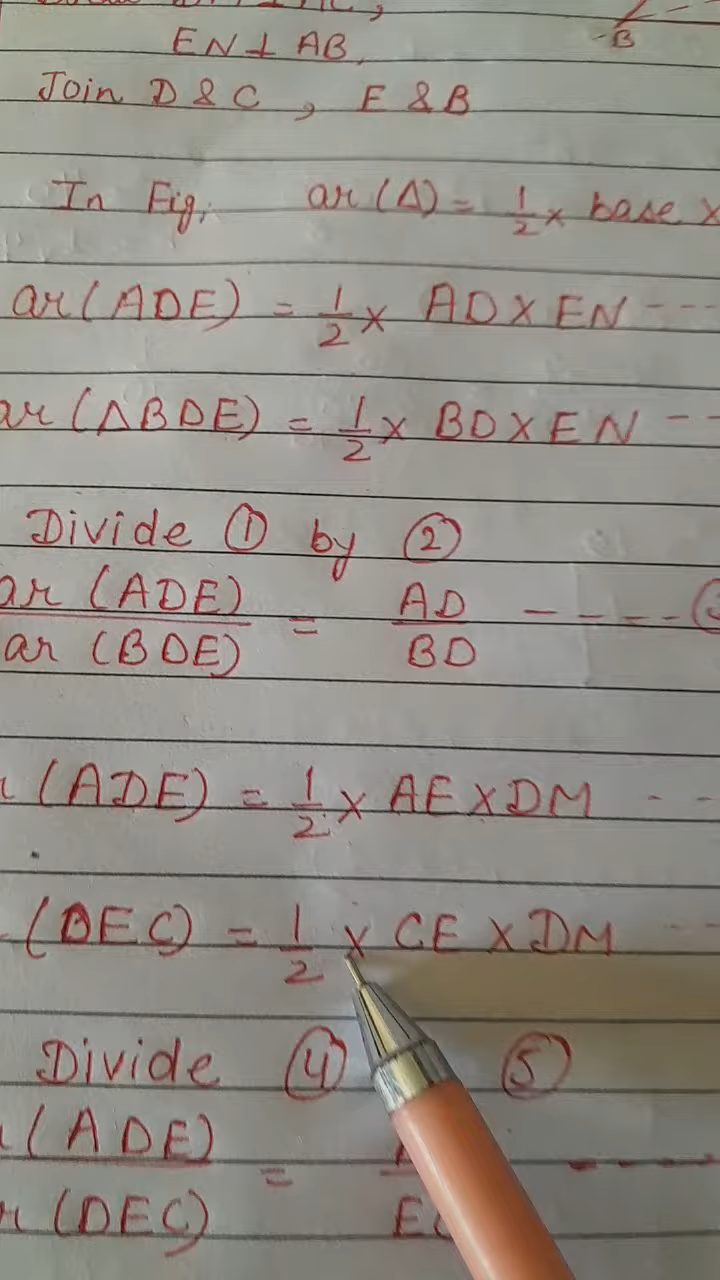 B
EN ⊥ AB,
Join D & C, E & B
In Fig, ar(Δ) = 1/2 × base ×
ar(ADE) = 1/2 × AD × EN ---
ar(ΔBDE) = 1/2 × BD × EN --
Divide ① by ②
ar (ADE) / ar (BDE) = AD / BD ----
(ADE) = 1/2 × AE × DM --
(DEC) = 1/2 × CE × DM --
Divide ④ ⑤
(ADE) / (DEC) =